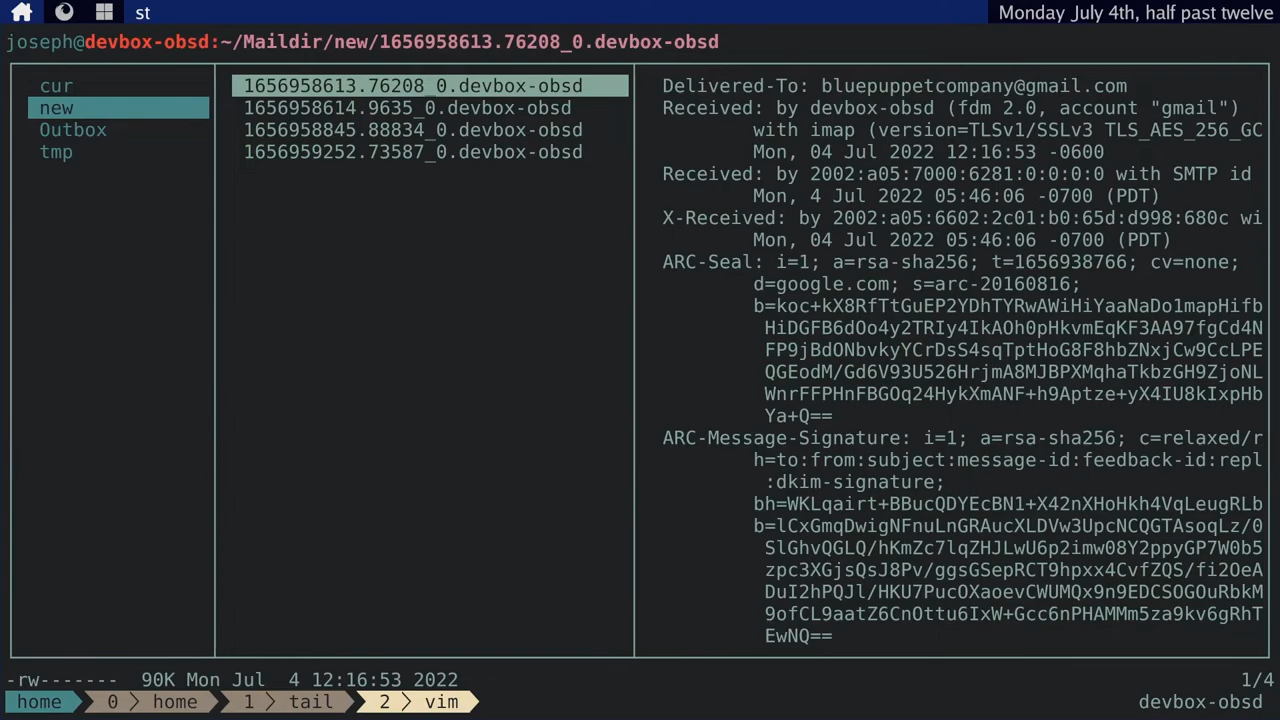 st
Monday July 4th, half past twelve
joseph@devbox-obsd:~/Maildir/new/1656958613.76208_0.devbox-obsd
cur
new
Outbox
tmp
1656958613.76208_0.devbox-obsd
1656958614.9635_0.devbox-obsd
1656958845.88834_0.devbox-obsd
1656959252.73587_0.devbox-obsd
Delivered-To: bluepuppetcompany@gmail.com
Received: by devbox-obsd (fdm 2.0, account "gmail")
with imap (version=TLSv1/SSLv3 TLS_AES_256_GC
Mon, 04 Jul 2022 12:16:53 -0600
Received: by 2002:a05:7000:6281:0:0:0:0 with SMTP id
Mon, 4 Jul 2022 05:46:06 -0700 (PDT)
X-Received: by 2002:a05:6602:2c01:b0:65d:d998:680c wi
Mon, 04 Jul 2022 05:46:06 -0700 (PDT)
ARC-Seal: i=1; a=rsa-sha256; t=1656938766; cv=none;
d=google.com; s=arc-20160816;
b=koc+kX8RfTtGuEP2YDhTYRwAWiHiYaaNaDo1mapHifb
HiDGFB6dOo4y2TRIy4IkAOh0pHkvmEqKF3AA97fgCd4N
FP9jBdONbvkyYCrDsS4sqTptHoG8F8hbZNxjCw9CcLPE
QGEodM/Gd6V93U526HrjmA8MJBPXMqhaTkbzGH9ZjoNL
WnrFFPHnFBGOq24HykXmANF+h9Aptze+yX4IU8kIxpHb
Ya+Q==
ARC-Message-Signature: i=1; a=rsa-sha256; c=relaxed/r
h=to:from:subject:message-id:feedback-id:repl
:dkim-signature;
bh=WKLqairt+BBucQDYEcBN1+X42nXHoHkh4VqLeugRLb
b=lCxGmqDwigNFnuLnGRAucXLDVw3UpcNCQGTAsoqLz/0
SlGhvQGLQ/hKmZc7lqZHJLwU6p2imw08Y2ppyGP7W0b5
zpc3XGjsQsJ8Pv/ggsGSepRCT9hpxx4CvfZQS/fi2OeA
DuI2hPQJl/HKU7PucOXaoevCWUMQx9n9EDCSOGOuRbkM
9ofCL9aatZ6CnOttu6IxW+Gcc6nPHAMMm5za9kv6gRhT
EwNQ==
-rw------- 90K Mon Jul 4 12:16:53 2022
1/4
home 0 home 1 tail 2 vim
devbox-obsd